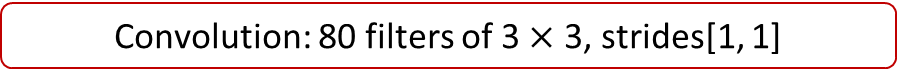 Convolution: 80 filters of 3 × 3, strides[1, 1]